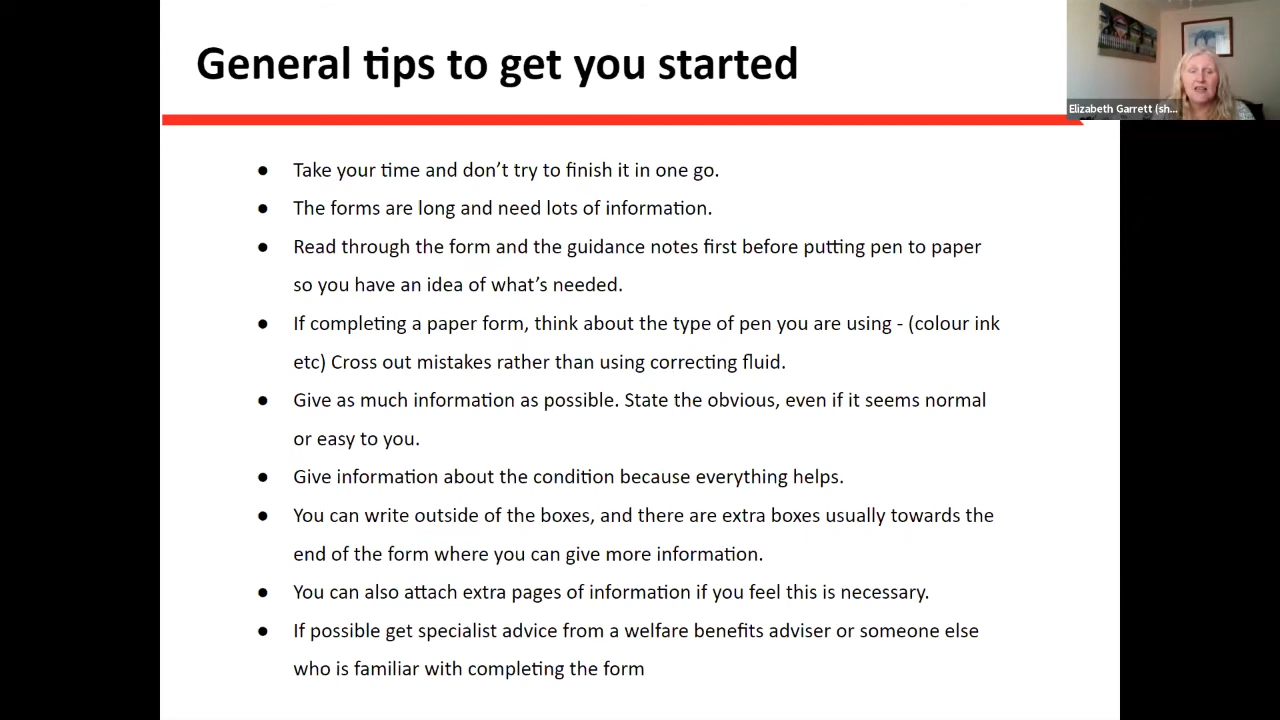 General tips to get you started
Elizabeth Garrett (sh...
● Take your time and don’t try to finish it in one go.
● The forms are long and need lots of information.
● Read through the form and the guidance notes first before putting pen to paper
so you have an idea of what’s needed.
● If completing a paper form, think about the type of pen you are using - (colour ink
etc) Cross out mistakes rather than using correcting fluid.
● Give as much information as possible. State the obvious, even if it seems normal
or easy to you.
● Give information about the condition because everything helps.
● You can write outside of the boxes, and there are extra boxes usually towards the
end of the form where you can give more information.
● You can also attach extra pages of information if you feel this is necessary.
● If possible get specialist advice from a welfare benefits adviser or someone else
who is familiar with completing the form